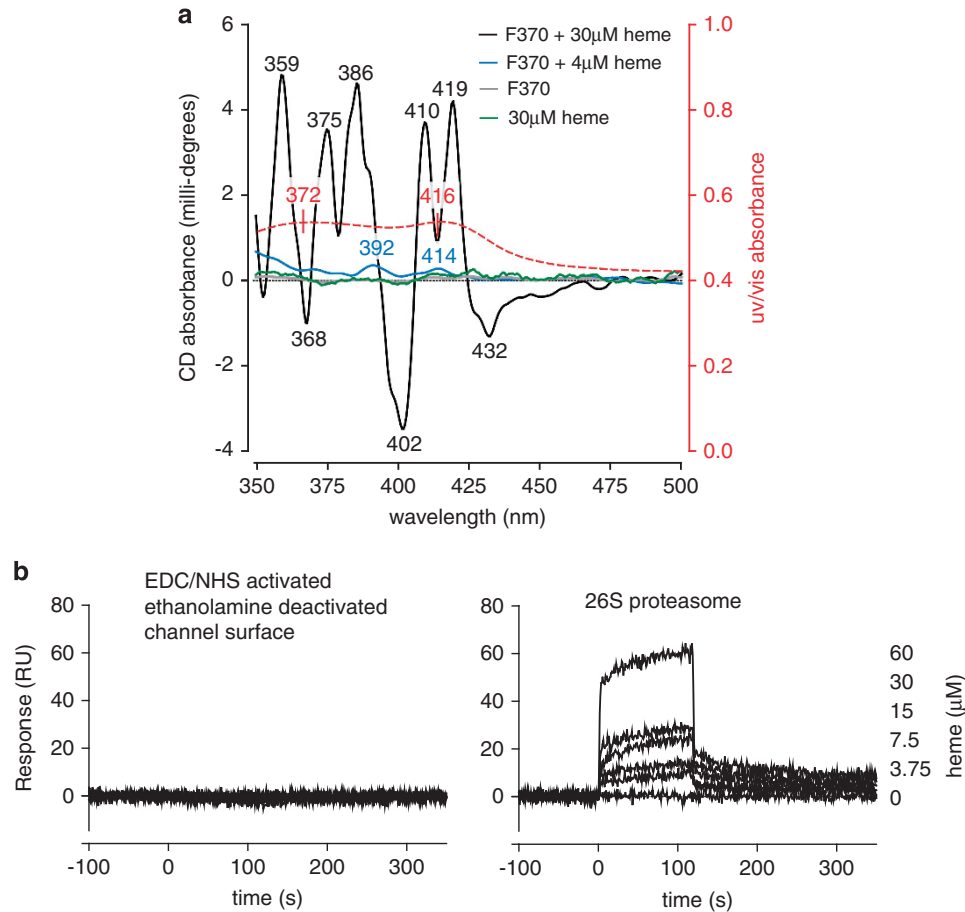 a
F370 + 30μM heme
F370 + 4μM heme
F370
30μM heme
CD absorbance (milli-degrees)
6
4
2
0
-2
-4
359
375
386
410
419
372
416
392
414
368
402
432
1.0
0.8
0.6
0.4
0.2
0.0
uv/vis absorbance
350 375 400 425 450 475 500
wavelength (nm)
b
EDC/NHS activated
ethanolamine deactivated
channel surface
Response (RU)
80
60
40
20
0
-100 0 100 200 300
time (s)
26S proteasome
80
60
40
20
0
-100 0 100 200 300
time (s)
60
30
15
7.5
3.75
0
heme (μM)